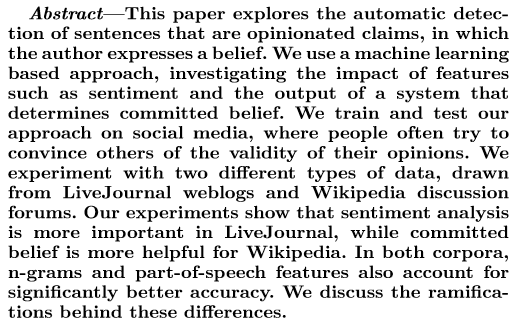 Abstract—This paper explores the automatic detec-
tion of sentences that are opinionated claims, in which
the author expresses a belief. We use a machine learning
based approach, investigating the impact of features
such as sentiment and the output of a system that
determines committed belief. We train and test our
approach on social media, where people often try to
convince others of the validity of their opinions. We
experiment with two different types of data, drawn
from LiveJournal weblogs and Wikipedia discussion
forums. Our experiments show that sentiment analysis
is more important in LiveJournal, while committed
belief is more helpful for Wikipedia. In both corpora,
n-grams and part-of-speech features also account for
significantly better accuracy. We discuss the ramifica-
tions behind these differences.